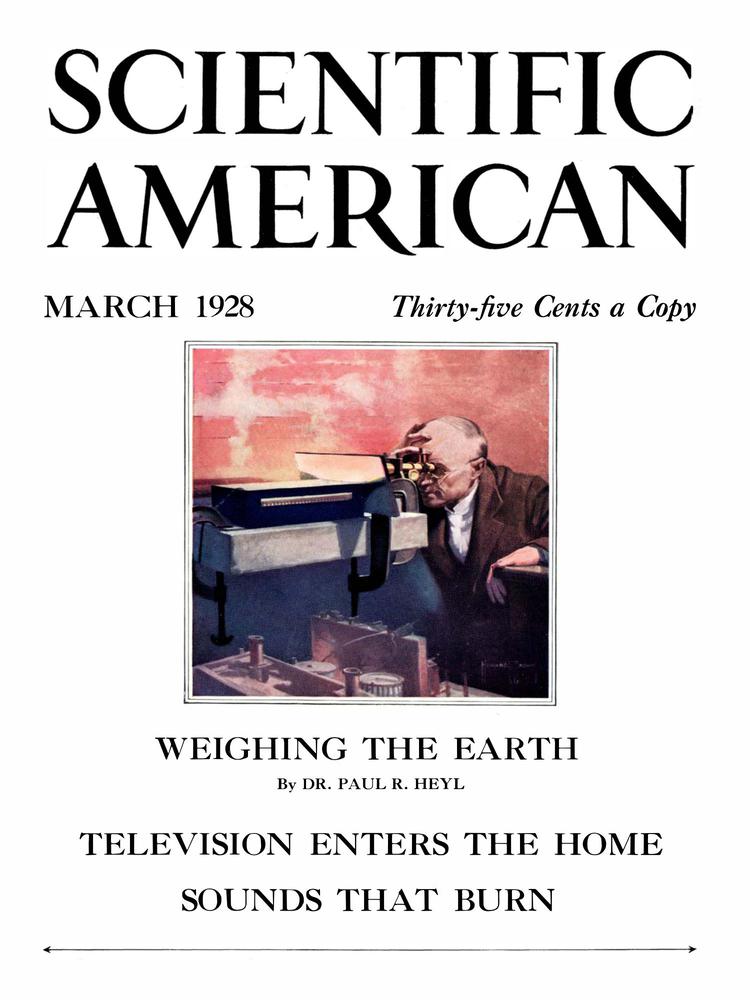 SCIENTIFIC
AMERICAN
MARCH 1928
Thirty-five Cents a Copy
WEIGHING THE EARTH
By DR. PAUL R. HEYL
TELEVISION ENTERS THE HOME
SOUNDS THAT BURN